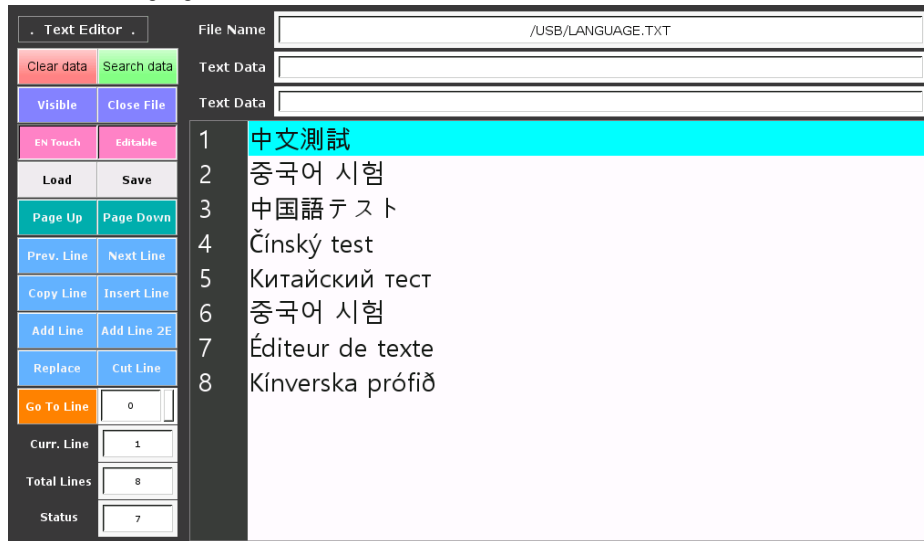 . Text Editor .
File Name /USB/LANGUAGE.TXT
Clear data Search data
Text Data
Visible Close File
Text Data
EN Touch Editable
Load Save
Page Up Page Down
Prev. Line Next Line
Copy Line Insert Line
Add Line Add Line 2E
Replace Cut Line
Go To Line 0
Curr. Line 1
Total Lines 8
Status 7
1 中文測試
2 중국어 시험
3 中国語テスト
4 Čínský test
5 Китайский тест
6 중국어 시험
7 Éditeur de texte
8 Kínverska prófið